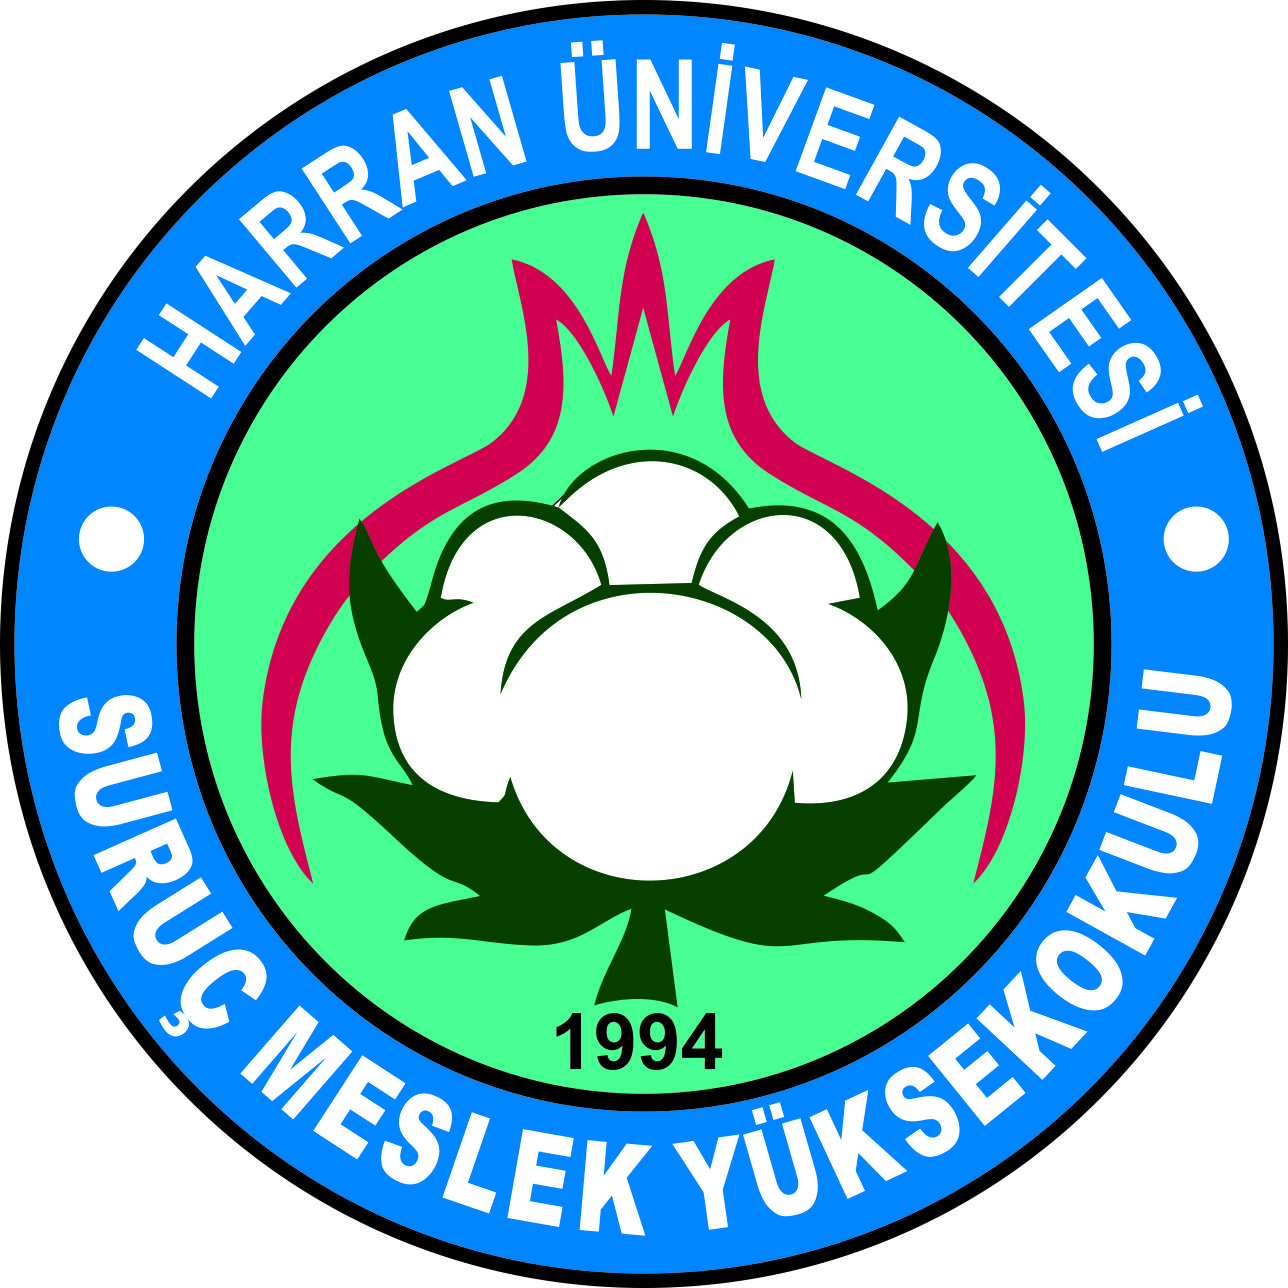 HARRAN ÜNİVERSİTESİ
1994
SURUÇ MESLEK YÜKSEKOKULU